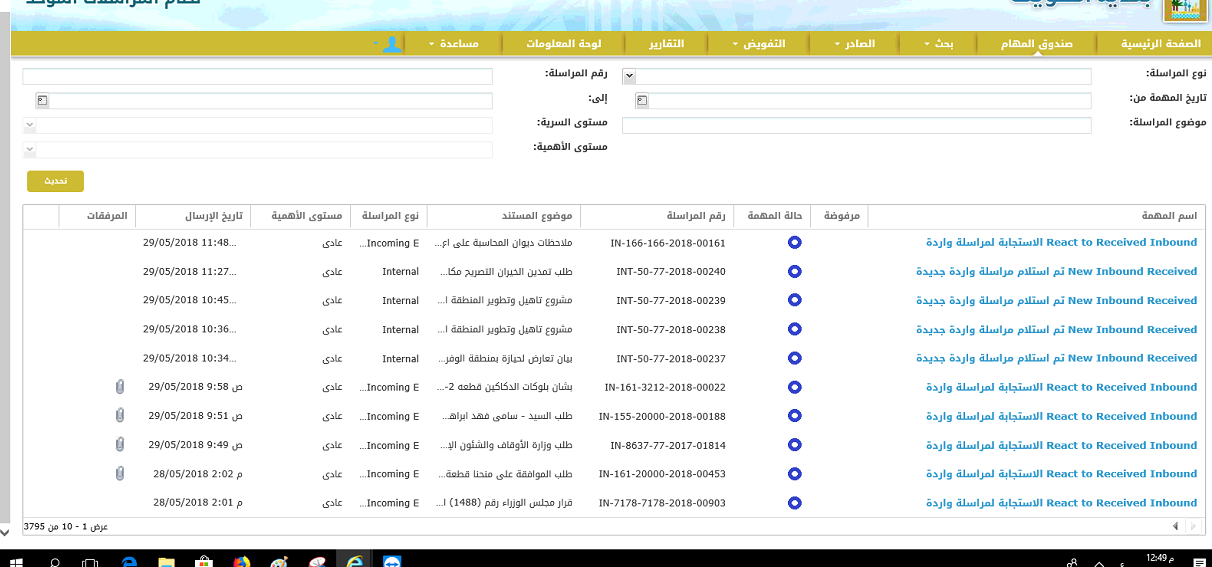 الصفحة الرئيسية صندوق المهام بحث الصادر التفويض التقارير لوحة المعلومات مساعدة
نوع المراسلة: رقم المراسلة:
تاريخ المهمة من: إلى:
موضوع المراسلة: مستوى السرية:
مستوى الأهمية:
تحديث
اسم المهمة مرفوضة حالة المهمة رقم المراسلة موضوع المستند نوع المراسلة مستوى الأهمية تاريخ الإرسال المرفقات
React to Received Inbound الاستجابة لمراسلة واردة IN-166-166-2018-00161 ملاحظات ديوان المحاسبة على اع... Incoming E... عادى 29/05/2018 11:48...
New Inbound Received تم استلام مراسلة واردة جديدة INT-50-77-2018-00240 طلب تمدين الخيران التصريح مكا... Internal عادى 29/05/2018 11:27...
New Inbound Received تم استلام مراسلة واردة جديدة INT-50-77-2018-00239 مشروع تاهيل وتطوير المنطقة ا... Internal عادى 29/05/2018 10:45...
New Inbound Received تم استلام مراسلة واردة جديدة INT-50-77-2018-00238 مشروع تاهيل وتطوير المنطقة ا... Internal عادى 29/05/2018 10:36...
New Inbound Received تم استلام مراسلة واردة جديدة INT-50-77-2018-00237 بيان تعارض لحيازة بمنطقة الوفر... Internal عادى 29/05/2018 10:34...
React to Received Inbound الاستجابة لمراسلة واردة IN-161-3212-2018-00022 بشان بلوكات الدكاكين قطعه 2-... Incoming E... عادى 29/05/2018 9:58 ص
React to Received Inbound الاستجابة لمراسلة واردة IN-155-20000-2018-00188 طلب السيد - سامى فهد ابراهـ... Incoming E... عادى 29/05/2018 9:51 ص
React to Received Inbound الاستجابة لمراسلة واردة IN-8637-77-2017-01814 طلب وزارة الأوقاف والشئون الإ... Incoming E... عادى 29/05/2018 9:49 ص
React to Received Inbound الاستجابة لمراسلة واردة IN-161-20000-2018-00453 طلب الموافقة على منحنا قطعة... Incoming E... عادى 28/05/2018 2:02 م
React to Received Inbound الاستجابة لمراسلة واردة IN-7178-7178-2018-00903 قرار مجلس الوزراء رقم (1488) ا... Incoming E... عادى 28/05/2018 2:01 م
عرض 1 - 10 من 3795
12:49 م